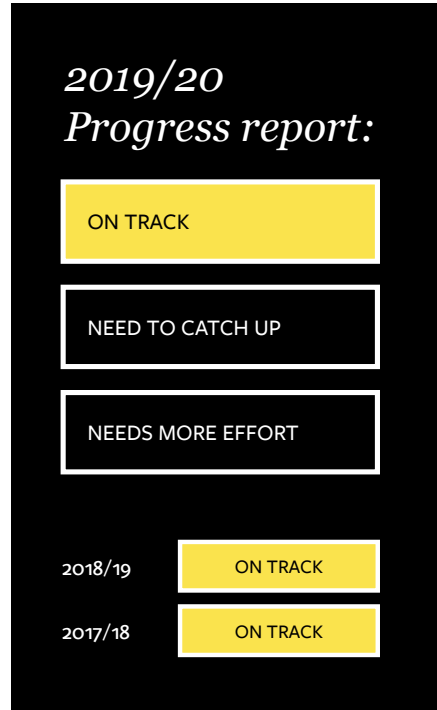 2019/20
Progress report:
ON TRACK
NEED TO CATCH UP
NEEDS MORE EFFORT
2018/19 ON TRACK
2017/18 ON TRACK